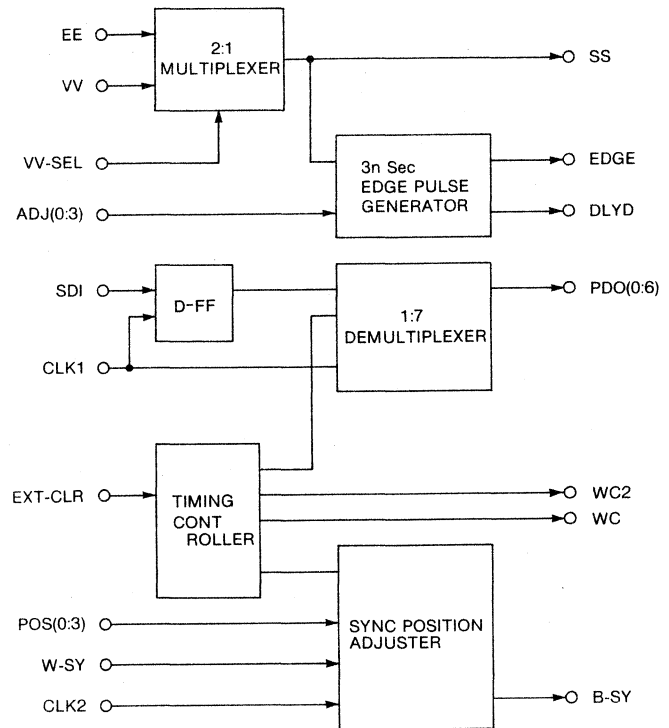 EE
2:1
MULTIPLEXER
SS
VV
VV-SEL
3n Sec
EDGE PULSE
GENERATOR
EDGE
ADJ(0:3)
DLYD
SDI
D-FF
1:7
DEMULTIPLEXER
PDO(0:6)
CLK1
EXT-CLR
TIMING
CONT
ROLLER
WC2
WC
POS(0:3)
SYNC POSITION
ADJUSTER
W-SY
CLK2
B-SY